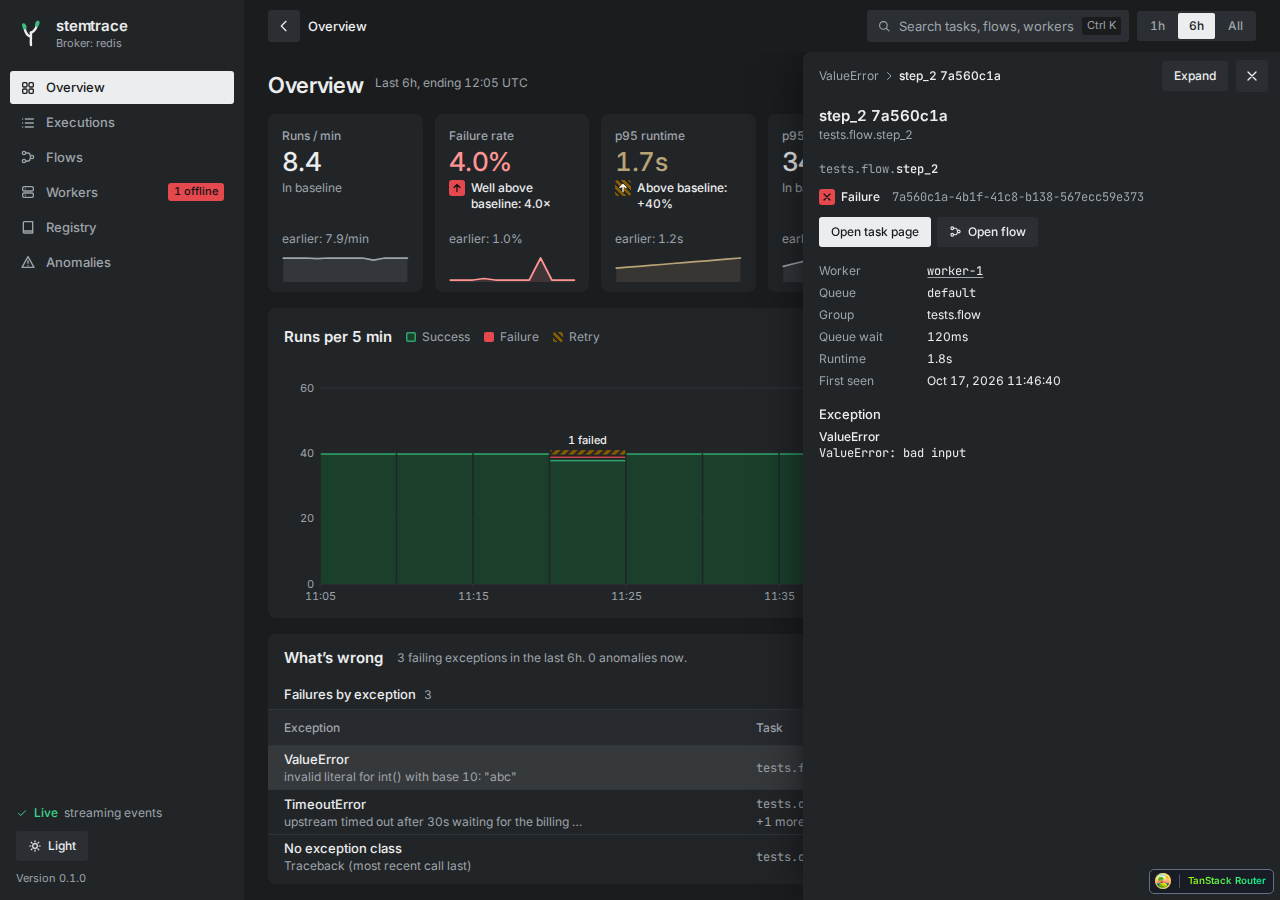 stemtrace
Broker: redis
Overview
Executions
Flows
Workers 1 offline
Registry
Anomalies
Live streaming events
Light
Version 0.1.0
Overview
Search tasks, flows, workers Ctrl K
1h 6h All
Overview Last 6h, ending 12:05 UTC
Runs / min
8.4
In baseline
earlier: 7.9/min
Failure rate
4.0%
Well above
baseline: 4.0×
earlier: 1.0%
p95 runtime
1.7s
Above baseline:
+40%
earlier: 1.2s
Runs per 5 min Success Failure Retry
60
1 failed
40
20
0
11:05 11:15 11:25 11:35
What's wrong 3 failing exceptions in the last 6h. 0 anomalies now.
Failures by exception 3
Exception Task
ValueError
invalid literal for int() with base 10: "abc"
TimeoutError
upstream timed out after 30s waiting for the billing ...
+1 more
No exception class
Traceback (most recent call last)
ValueError step_2 7a560c1a Expand
step_2 7a560c1a
tests.flow.step_2
tests.flow.step_2
Failure 7a560c1a-4b1f-41c8-b138-567ecc59e373
Open task page Open flow
Worker worker-1
Queue default
Group tests.flow
Queue wait 120ms
Runtime 1.8s
First seen Oct 17, 2026 11:46:40
Exception
ValueError
ValueError: bad input
TanStack Router